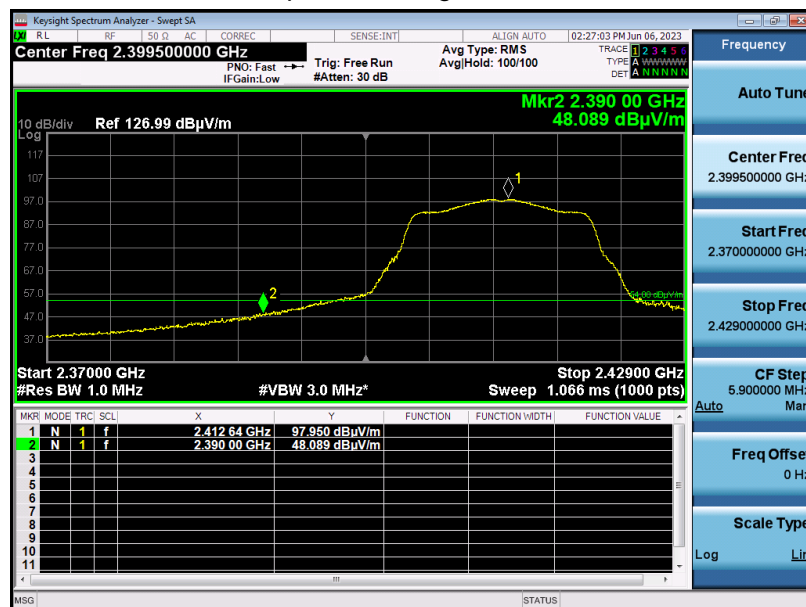 Keysight Spectrum Analyzer - Swept SA
LXI RL RF 50 Ω AC CORREC SENSE:INT ALIGN AUTO 02:27:03 PM Jun 06, 2023
Center Freq 2.399500000 GHz
PNO: Fast
IFGain:Low
Trig: Free Run
#Atten: 30 dB
Avg Type: RMS
Avg|Hold: 100/100
TRACE 1 2 3 4 5 6
TYPE A WWWWW
DET A N N N N N
Mkr2 2.390 00 GHz
48.089 dBµV/m
10 dB/div Ref 126.99 dBµV/m
Log
117
107
97.0
87.0
77.0
67.0
57.0
47.0
37.0
1
2
54.00 dBµV/m
Start 2.37000 GHz Stop 2.42900 GHz
#Res BW 1.0 MHz #VBW 3.0 MHz* Sweep 1.066 ms (1000 pts)
MKR MODE TRC SCL X Y FUNCTION FUNCTION WIDTH FUNCTION VALUE
1 N 1 f 2.412 64 GHz 97.950 dBµV/m
2 N 1 f 2.390 00 GHz 48.089 dBµV/m
3
4
5
6
7
8
9
10
11
MSG STATUS
Frequency
Auto Tune
Center Freq
2.399500000 GHz
Start Freq
2.370000000 GHz
Stop Freq
2.429000000 GHz
CF Step
5.900000 MHz
Auto Man
Freq Offset
0 Hz
Scale Type
Log Lin